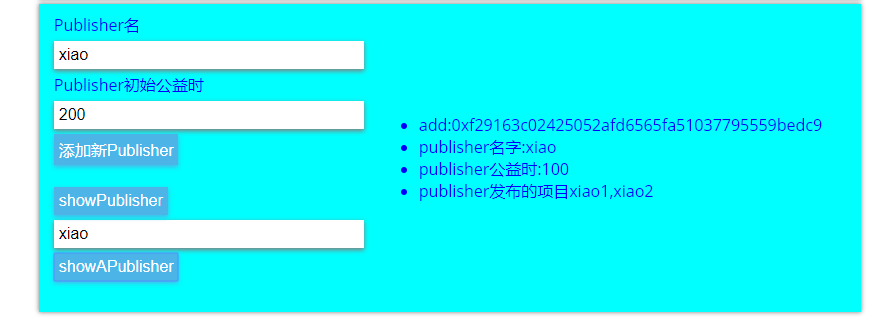 Publisher名
xiao
Publisher初始公益时
200
添加新Publisher
showPublisher
xiao
showAPublisher
add:0xf29163c02425052afd6565fa51037795559bedc9
publisher名字:xiao
publisher公益时:100
publisher发布的项目xiao1,xiao2